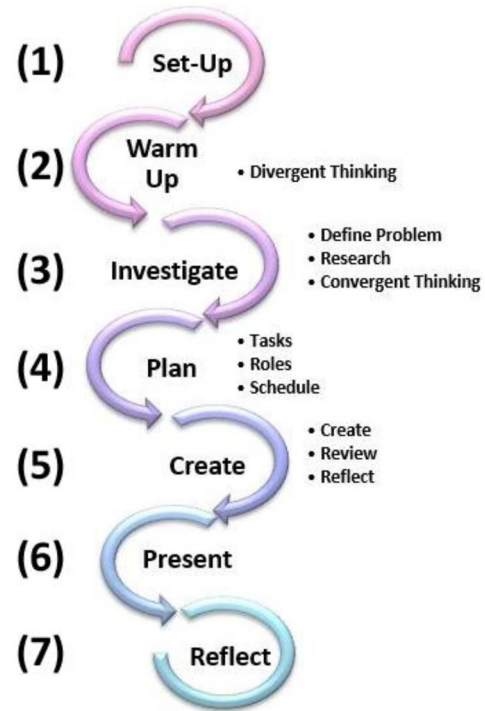 (1)
Set-Up
(2)
Warm
Up
• Divergent Thinking
(3)
Investigate
• Define Problem
• Research
• Convergent Thinking
(4)
Plan
• Tasks
• Roles
• Schedule
(5)
Create
• Create
• Review
• Reflect
(6)
Present
(7)
Reflect